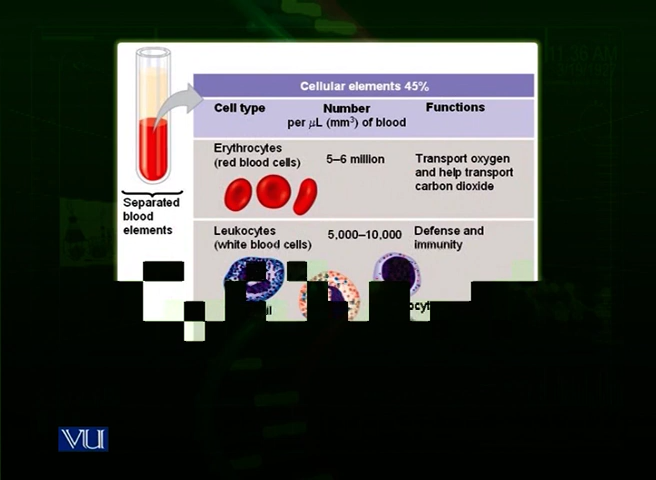 Cellular elements 45%
Cell type Number Functions
per µL (mm³) of blood
Erythrocytes
(red blood cells)
5–6 million
Transport oxygen
and help transport
carbon dioxide
Separated
blood
elements
Leukocytes
(white blood cells)
5,000–10,000
Defense and
immunity
VU